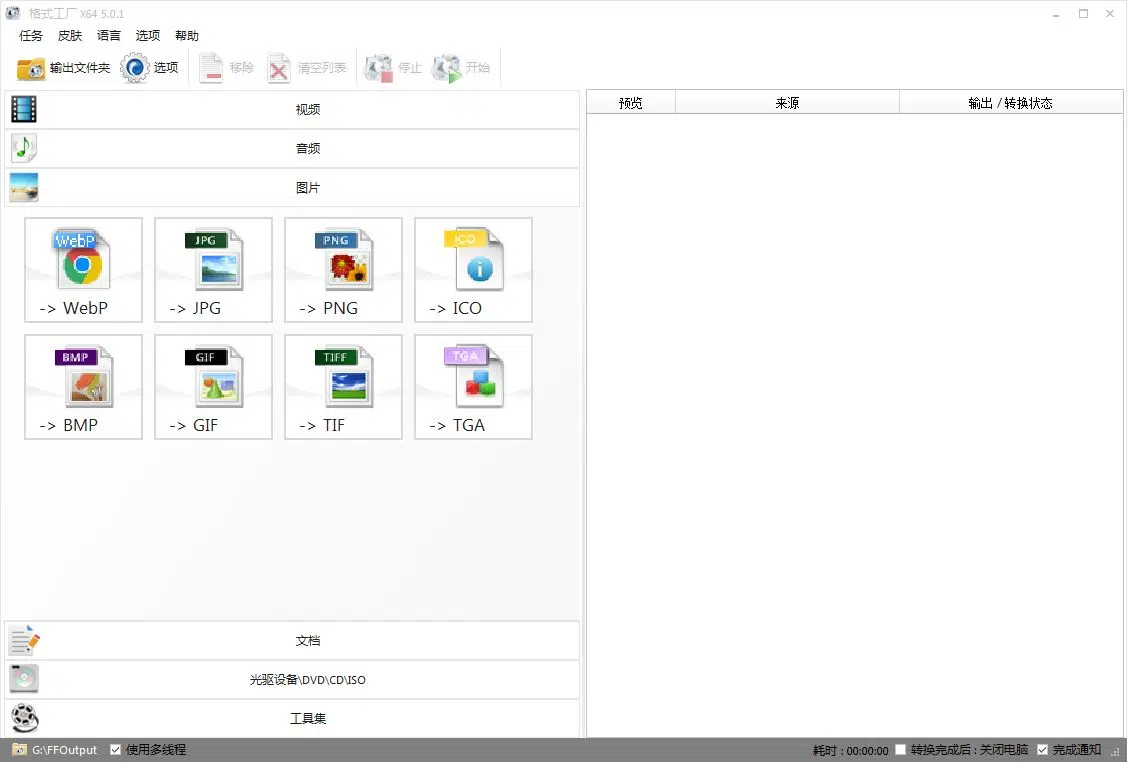 格式工厂 X64 5.0.1
任务 皮肤 语言 选项 帮助
输出文件夹 选项 移除 清空列表 停止 开始
视频
音频
图片
WebP JPG PNG ICO
-> WebP -> JPG -> PNG -> ICO
BMP GIF TIFF TGA
-> BMP -> GIF -> TIF -> TGA
文档
光驱设备\DVD\CD\ISO
工具集
预览 来源 输出 / 转换状态
G:\FFOutput 使用多线程 耗时 : 00:00:00 转换完成后 : 关闭电脑 完成通知